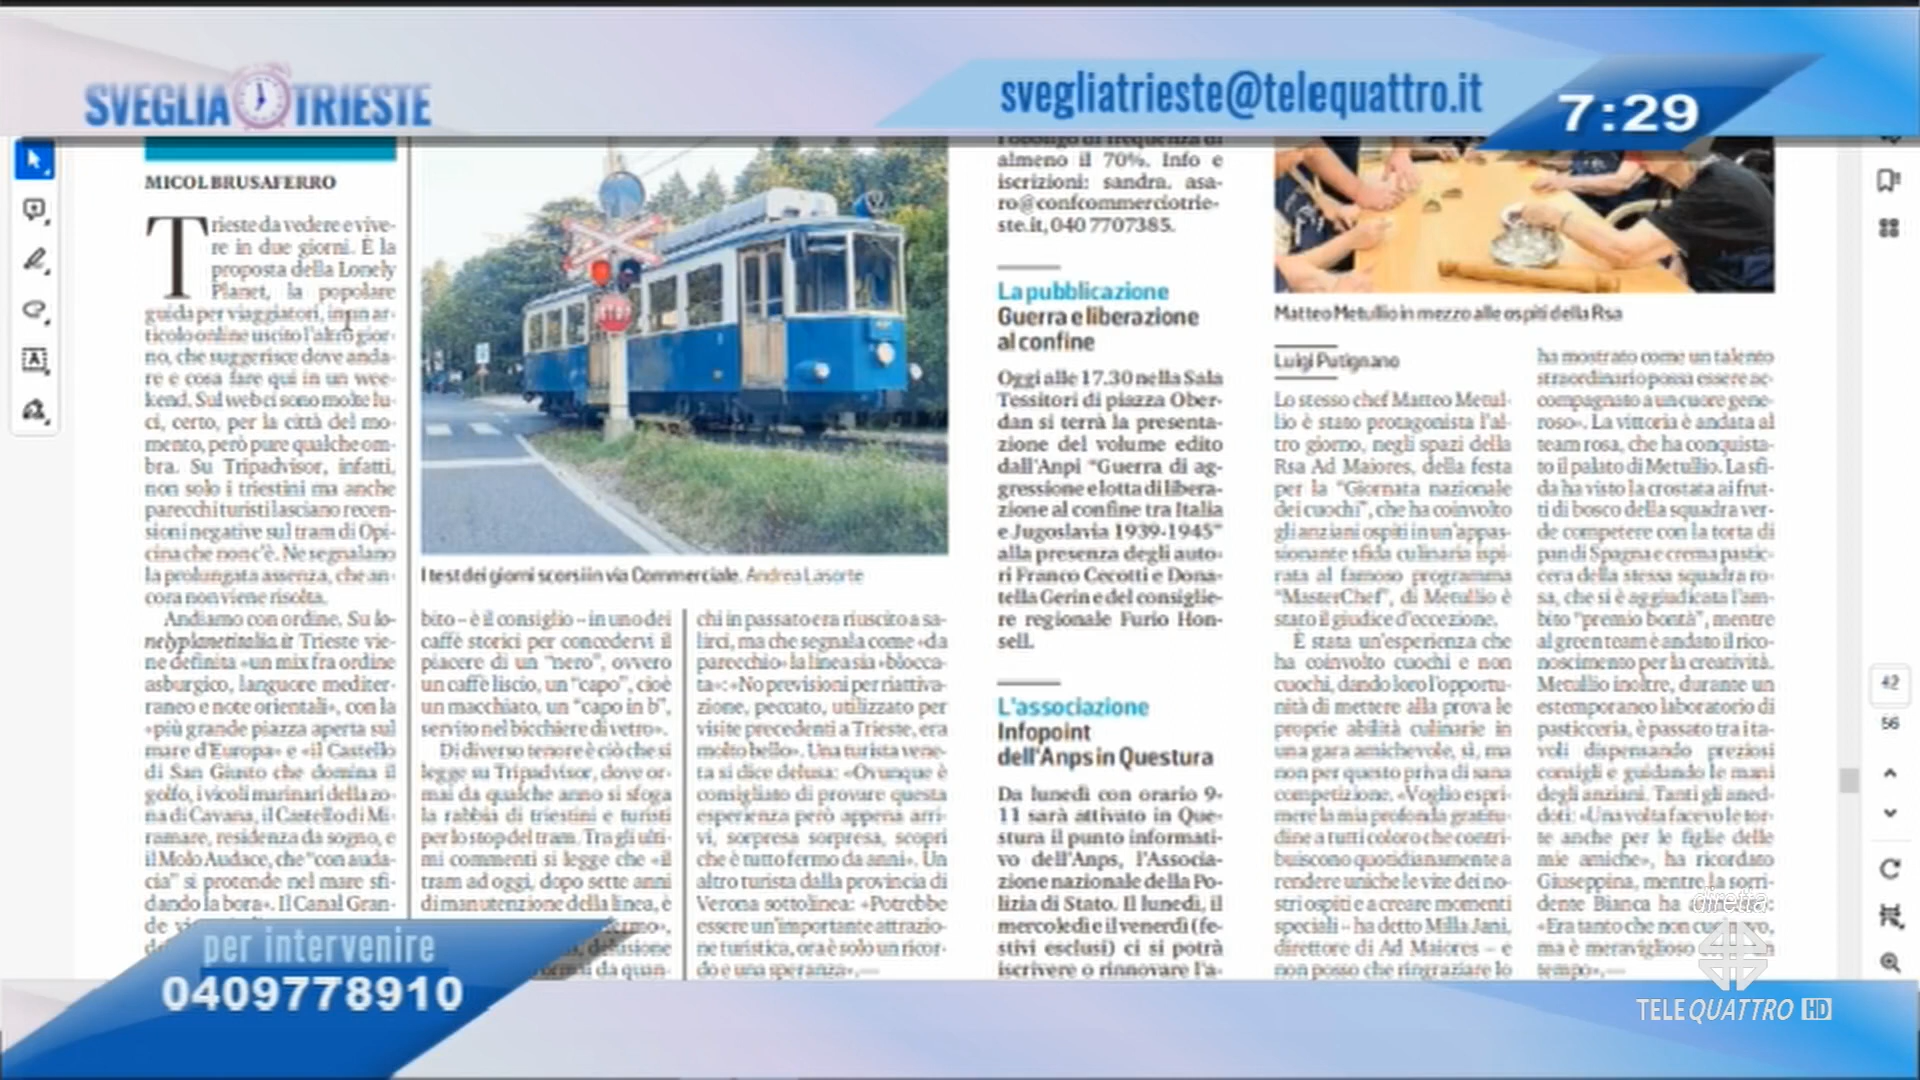 SVEGLIA TRIESTE
svegliatrieste@telequattro.it
7:29
MICOL BRUSAFERRO
Trieste da vedere e vive-
re in due giorni. È la
proposta della Lonely
Planet, la popolare
guida per viaggiatori, in un ar-
ticolo online uscito l'altro gior-
no, che suggerisce dove anda-
re e cosa fare qui in un wee-
kend. Sul web ci sono molte lu-
ci, certo, per la città del mo-
mento, però pure qualche om-
bra. Su Tripadvisor, infatti,
non solo i triestini ma anche
parecchi turisti lasciano recen-
sioni negative sul tram di Opi-
cina che non c'è. Ne segnalano
la prolungata assenza, che an-
cora non viene risolta.
Andiamo con ordine. Su lo-
nelyplanetitalia.it Trieste vie-
ne definita «un mix fra ordine
asburgico, languore mediter-
raneo e note orientali», con la
«più grande piazza aperta sul
mare d'Europa» e «il Castello
di San Giusto che domina il
golfo, i vicoli marinari della zo-
na di Cavana, il Castello di Mi-
ramare, residenza da sogno, e
il Molo Audace, che "con auda-
cia" si protende nel mare sfi-
dando la bora». Il Canal Gran-
de
STOP
I test dei giorni scorsi in via Commerciale. Andrea Lasorte
bito – è il consiglio – in uno dei
caffè storici per concedervi il
piacere di un "nero", ovvero
un caffè liscio, un "capo", cioè
un macchiato, un "capo in b",
servito nel bicchiere di vetro».
Di diverso tenore è ciò che si
legge su Tripadvisor, dove or-
mai da qualche anno si sfoga
la rabbia di triestini e turisti
per lo stop del tram. Tra gli ulti-
mi commenti si legge che «il
tram ad oggi, dopo sette anni
di manutenzione della linea, è
da quan-
chi in passato era riuscito a sa-
lirci, ma che segnala come «da
parecchio» la linea sia «blocca-
ta»: «No previsioni per riattiva-
zione, peccato, utilizzato per
visite precedenti a Trieste, era
molto bello». Una turista vene-
ta si dice delusa: «Ovunque è
consigliato di provare questa
esperienza però appena arri-
vi, sorpresa sorpresa, scopri
che è tutto fermo da anni». Un
altro turista dalla provincia di
Verona sottolinea: «Potrebbe
essere un'importante attrazio-
ne turistica, ora è solo un ricor-
do e una speranza».—
l'obbligo di frequenza di
almeno il 70%. Info e
iscrizioni: sandra. asa-
ro@confcommerciotrie-
ste.it, 040 7707385.
La pubblicazione
Guerra e liberazione
al confine
Oggi alle 17.30 nella Sala
Tessitori di piazza Ober-
dan si terrà la presenta-
zione del volume edito
dall'Anpi "Guerra di ag-
gressione e lotta di libera-
zione al confine tra Italia
e Jugoslavia 1939-1945"
alla presenza degli auto-
ri Franco Cecotti e Dona-
tella Gerin e del consiglie-
re regionale Furio Hon-
sell.
L'associazione
Infopoint
dell'Anps in Questura
Da lunedì con orario 9-
11 sarà attivato in Que-
stura il punto informati-
vo dell'Anps, l'Associa-
zione nazionale della Po-
lizia di Stato. Il lunedì, il
mercoledì e il venerdì (fe-
stivi esclusi) ci si potrà
iscrivere o rinnovare l'a-
Matteo Metullio in mezzo alle ospiti della Rsa
Luigi Putignano
Lo stesso chef Matteo Metul-
lio è stato protagonista l'al-
tro giorno, negli spazi della
Rsa Ad Maiores, della festa
per la "Giornata nazionale
dei cuochi", che ha coinvolto
gli anziani ospiti in un'appas-
sionante sfida culinaria ispi-
rata al famoso programma
"MasterChef", di Metullio è
stato il giudice d'eccezione.
È stata un'esperienza che
ha coinvolto cuochi e non
cuochi, dando loro l'opportu-
nità di mettere alla prova le
proprie abilità culinarie in
una gara amichevole, sì, ma
non per questo priva di sana
competizione. «Voglio espri-
mere la mia profonda gratitu-
dine a tutti coloro che contri-
buiscono quotidianamente a
rendere uniche le vite dei no-
stri ospiti e a creare momenti
speciali – ha detto Milla Jani,
direttore di Ad Maiores – e
non posso che ringraziare lo
ha mostrato come un talento
straordinario possa essere ac-
compagnato a un cuore gene-
roso». La vittoria è andata al
team rosa, che ha conquista-
to il palato di Metullio. La sfi-
da ha visto la crostata ai frut-
ti di bosco della squadra ver-
de competere con la torta di
pan di Spagna e crema pastic-
cera della stessa squadra ro-
sa, che si è aggiudicata l'am-
bito "premio bontà", mentre
al green team è andato il rico-
noscimento per la creatività.
Metullio inoltre, durante un
estemporaneo laboratorio di
pasticceria, è passato tra i ta-
voli dispensando preziosi
consigli e guidando le mani
degli anziani. Tanti gli aned-
doti: «Una volta facevo le tor-
te anche per le figlie delle
mie amiche», ha ricordato
Giuseppina, mentre la sorri-
dente Bianca ha
«Era tanto che non cucinavo,
ma è meraviglioso
tempo».—
42
56
per intervenire
0409778910
diretta
TELEQUATTRO HD